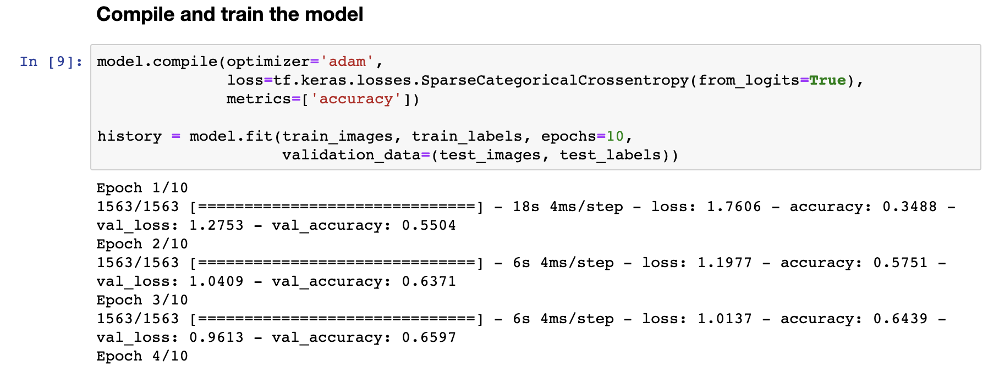 Compile and train the model
In [9]: model.compile(optimizer='adam',
loss=tf.keras.losses.SparseCategoricalCrossentropy(from_logits=True),
metrics=['accuracy'])
history = model.fit(train_images, train_labels, epochs=10,
validation_data=(test_images, test_labels))
Epoch 1/10
1563/1563 [==============================] - 18s 4ms/step - loss: 1.7606 - accuracy: 0.3488 -
val_loss: 1.2753 - val_accuracy: 0.5504
Epoch 2/10
1563/1563 [==============================] - 6s 4ms/step - loss: 1.1977 - accuracy: 0.5751 -
val_loss: 1.0409 - val_accuracy: 0.6371
Epoch 3/10
1563/1563 [==============================] - 6s 4ms/step - loss: 1.0137 - accuracy: 0.6439 -
val_loss: 0.9613 - val_accuracy: 0.6597
Epoch 4/10